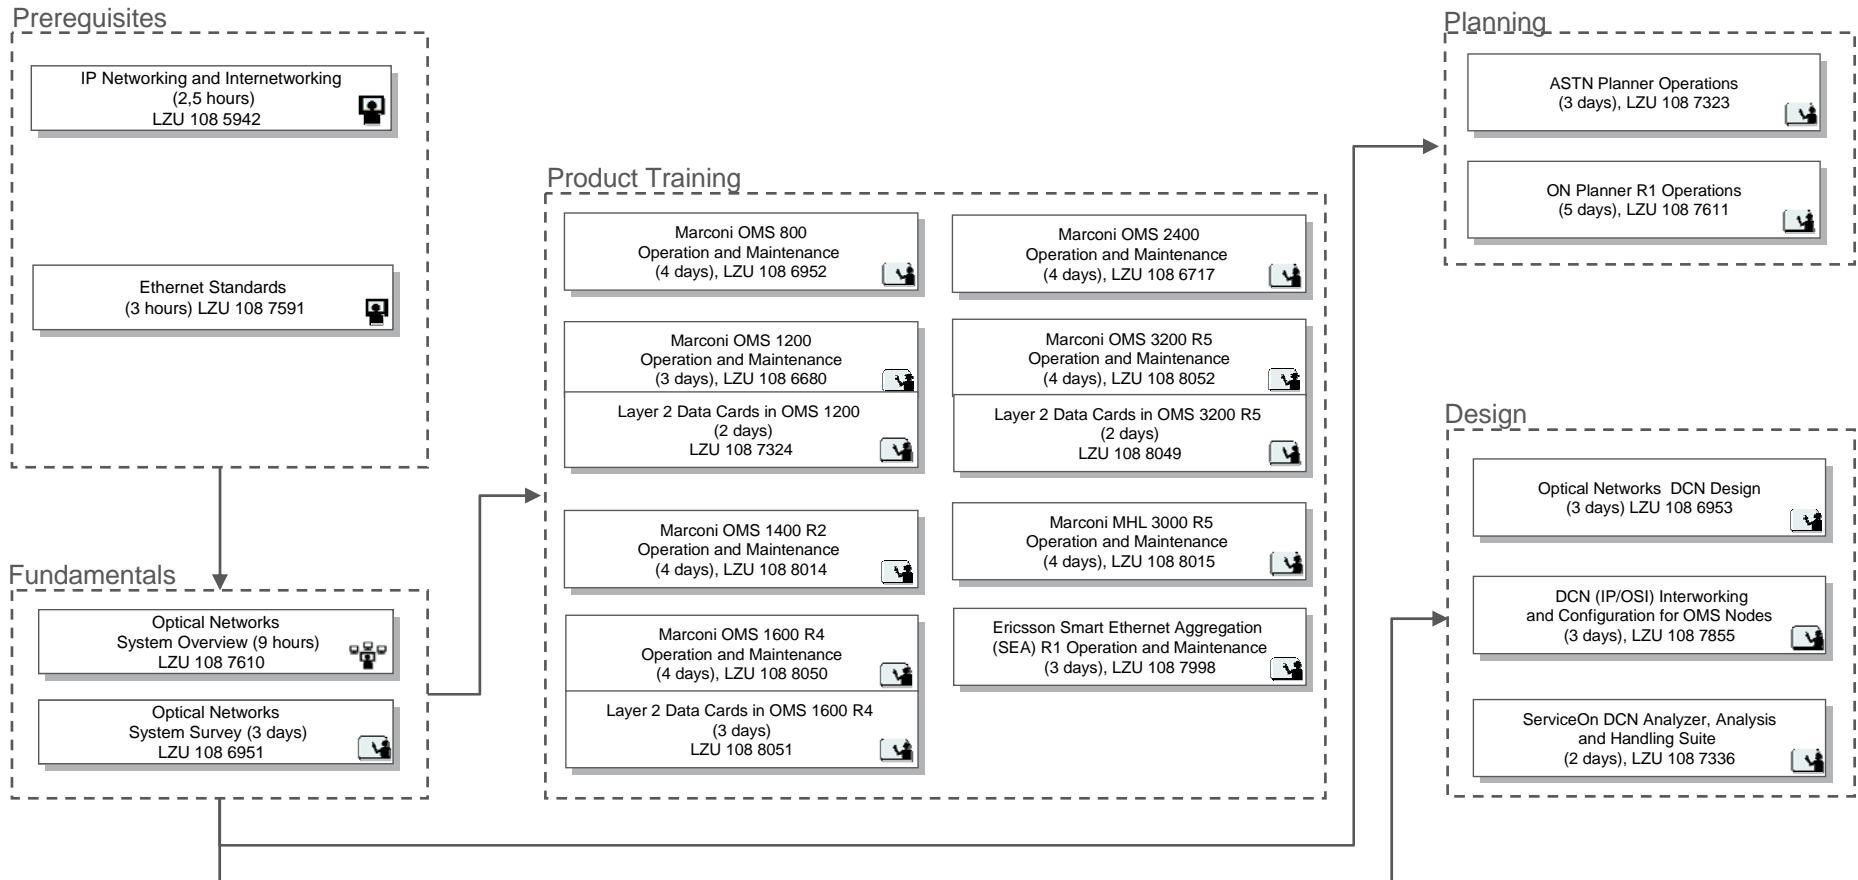 Prerequisites
IP Networking and Internetworking
(2,5 hours)
LZU 108 5942
Ethernet Standards
(3 hours) LZU 108 7591
Fundamentals
Optical Networks
System Overview (9 hours)
LZU 108 7610
Optical Networks
System Survey (3 days)
LZU 108 6951
Product Training
Marconi OMS 800
Operation and Maintenance
(4 days), LZU 108 6952
Marconi OMS 1200
Operation and Maintenance
(3 days), LZU 108 6680
Layer 2 Data Cards in OMS 1200
(2 days)
LZU 108 7324
Marconi OMS 1400 R2
Operation and Maintenance
(4 days), LZU 108 8014
Marconi OMS 1600 R4
Operation and Maintenance
(4 days), LZU 108 8050
Layer 2 Data Cards in OMS 1600 R4
(3 days)
LZU 108 8051
Marconi OMS 2400
Operation and Maintenance
(4 days), LZU 108 6717
Marconi OMS 3200 R5
Operation and Maintenance
(4 days), LZU 108 8052
Layer 2 Data Cards in OMS 3200 R5
(2 days)
LZU 108 8049
Marconi MHL 3000 R5
Operation and Maintenance
(4 days), LZU 108 8015
Ericsson Smart Ethernet Aggregation
(SEA) R1 Operation and Maintenance
(3 days), LZU 108 7998
Planning
ASTN Planner Operations
(3 days), LZU 108 7323
ON Planner R1 Operations
(5 days), LZU 108 7611
Design
Optical Networks DCN Design
(3 days) LZU 108 6953
DCN (IP/OSI) Interworking
and Configuration for OMS Nodes
(3 days), LZU 108 7855
ServiceOn DCN Analyzer, Analysis
and Handling Suite
(2 days), LZU 108 7336